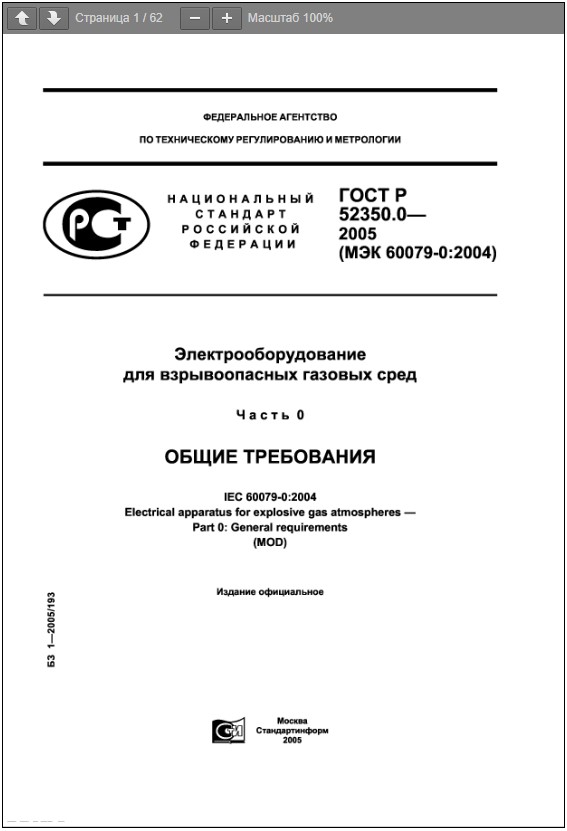 Страница 1 / 62
Масштаб 100%
ФЕДЕРАЛЬНОЕ АГЕНТСТВО
ПО ТЕХНИЧЕСКОМУ РЕГУЛИРОВАНИЮ И МЕТРОЛОГИИ
РСТ
НАЦИОНАЛЬНЫЙ
СТАНДАРТ
РОССИЙСКОЙ
ФЕДЕРАЦИИ
ГОСТ Р
52350.0—
2005
(МЭК 60079-0:2004)
Электрооборудование
для взрывоопасных газовых сред
Часть 0
ОБЩИЕ ТРЕБОВАНИЯ
IEC 60079-0:2004
Electrical apparatus for explosive gas atmospheres —
Part 0: General requirements
(MOD)
Издание официальное
БЗ 1—2005/193
Москва
Стандартинформ
2005